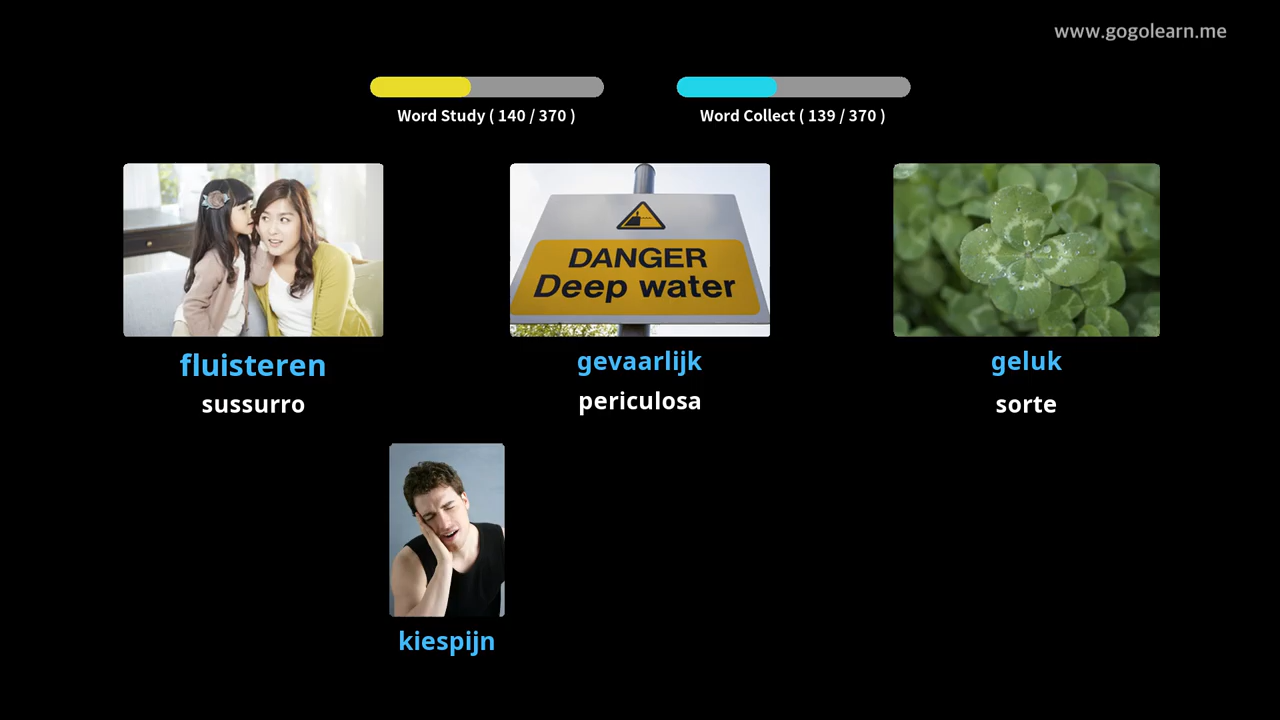 www.gogolearn.me
Word Study ( 140 / 370 )
Word Collect ( 139 / 370 )
DANGER
Deep water
fluisteren
gevaarlijk
geluk
sussurro
periculosa
sorte
kiespijn